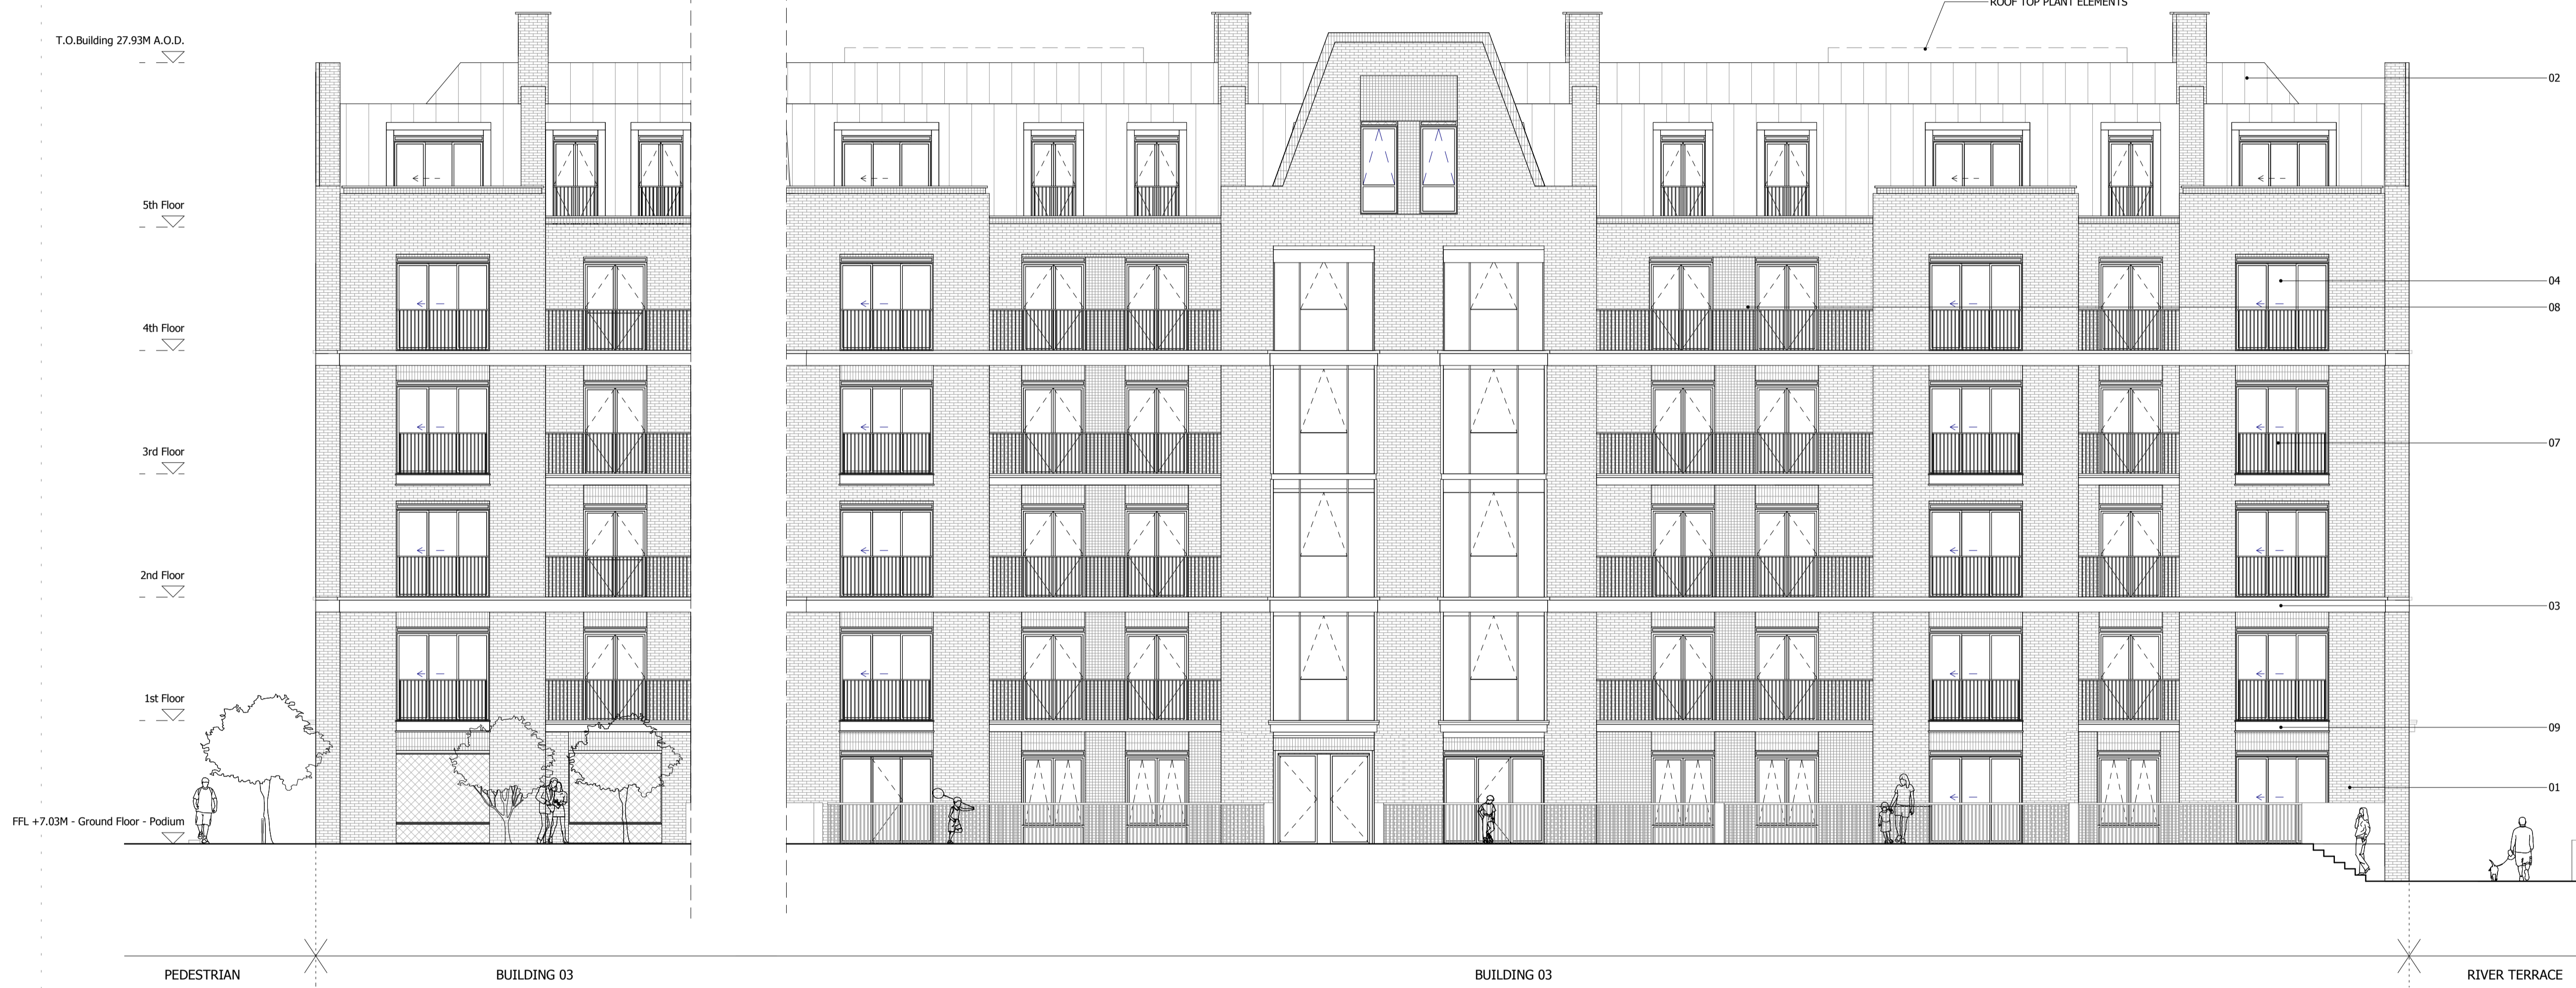 ROOF TOP PLANT ELEMENTS
T.O.Building 27.93M A.O.D.
02
5th Floor
04
08
4th Floor
07
3rd Floor
2nd Floor
03
1st Floor
09
01
FFL +7.03M - Ground Floor - Podium
PEDESTRIAN
BUILDING 03
BUILDING 03
RIVER TERRACE